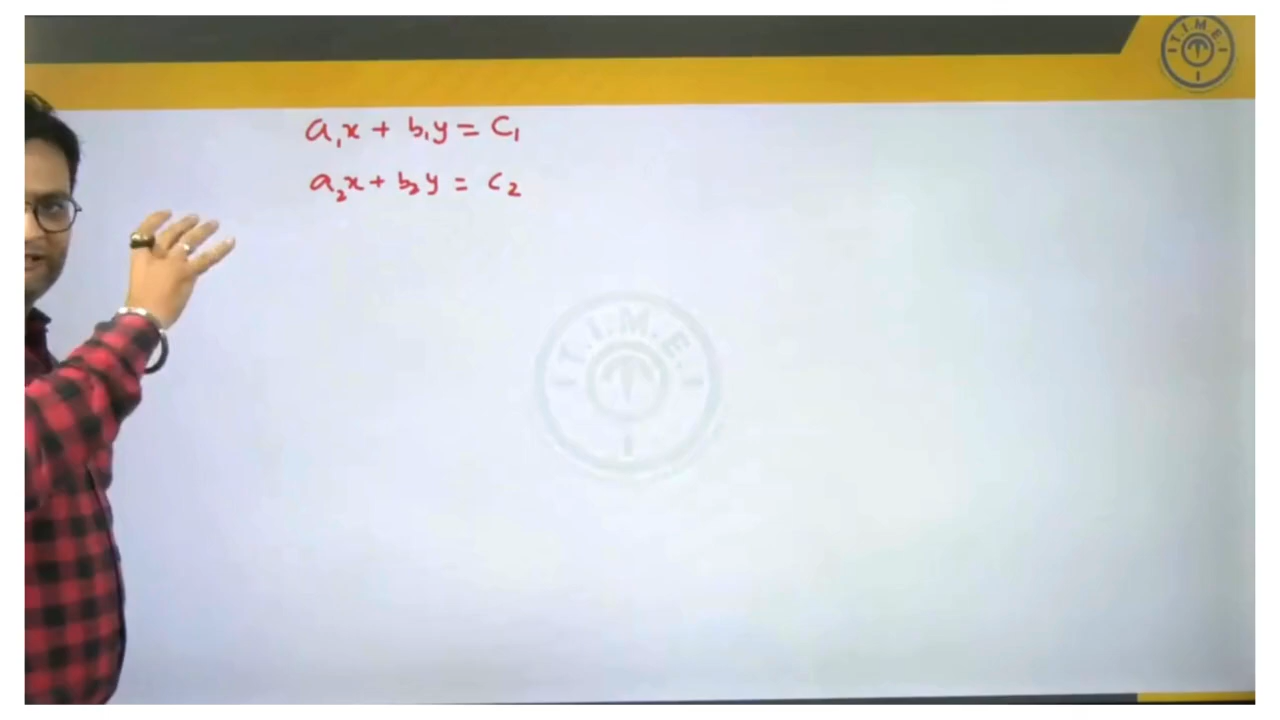 T.I.M.E.
a₁x + b₁y = C₁
a₂x + b₂y = c₂
T.I.M.E.